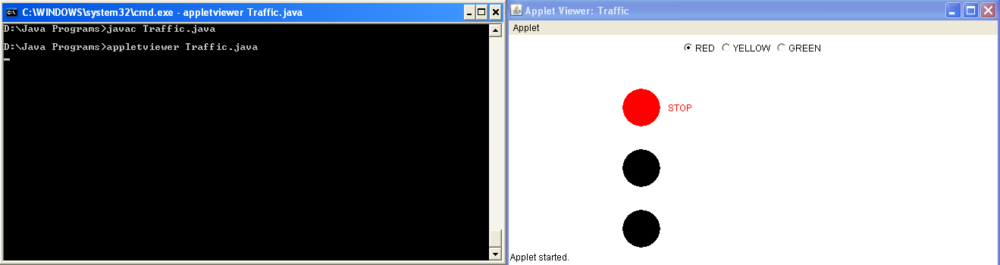 C:\WINDOWS\system32\cmd.exe - appletviewer Traffic.java
D:\Java Programs>javac Traffic.java
D:\Java Programs>appletviewer Traffic.java
Applet Viewer: Traffic
Applet
RED YELLOW GREEN
STOP
Applet started.